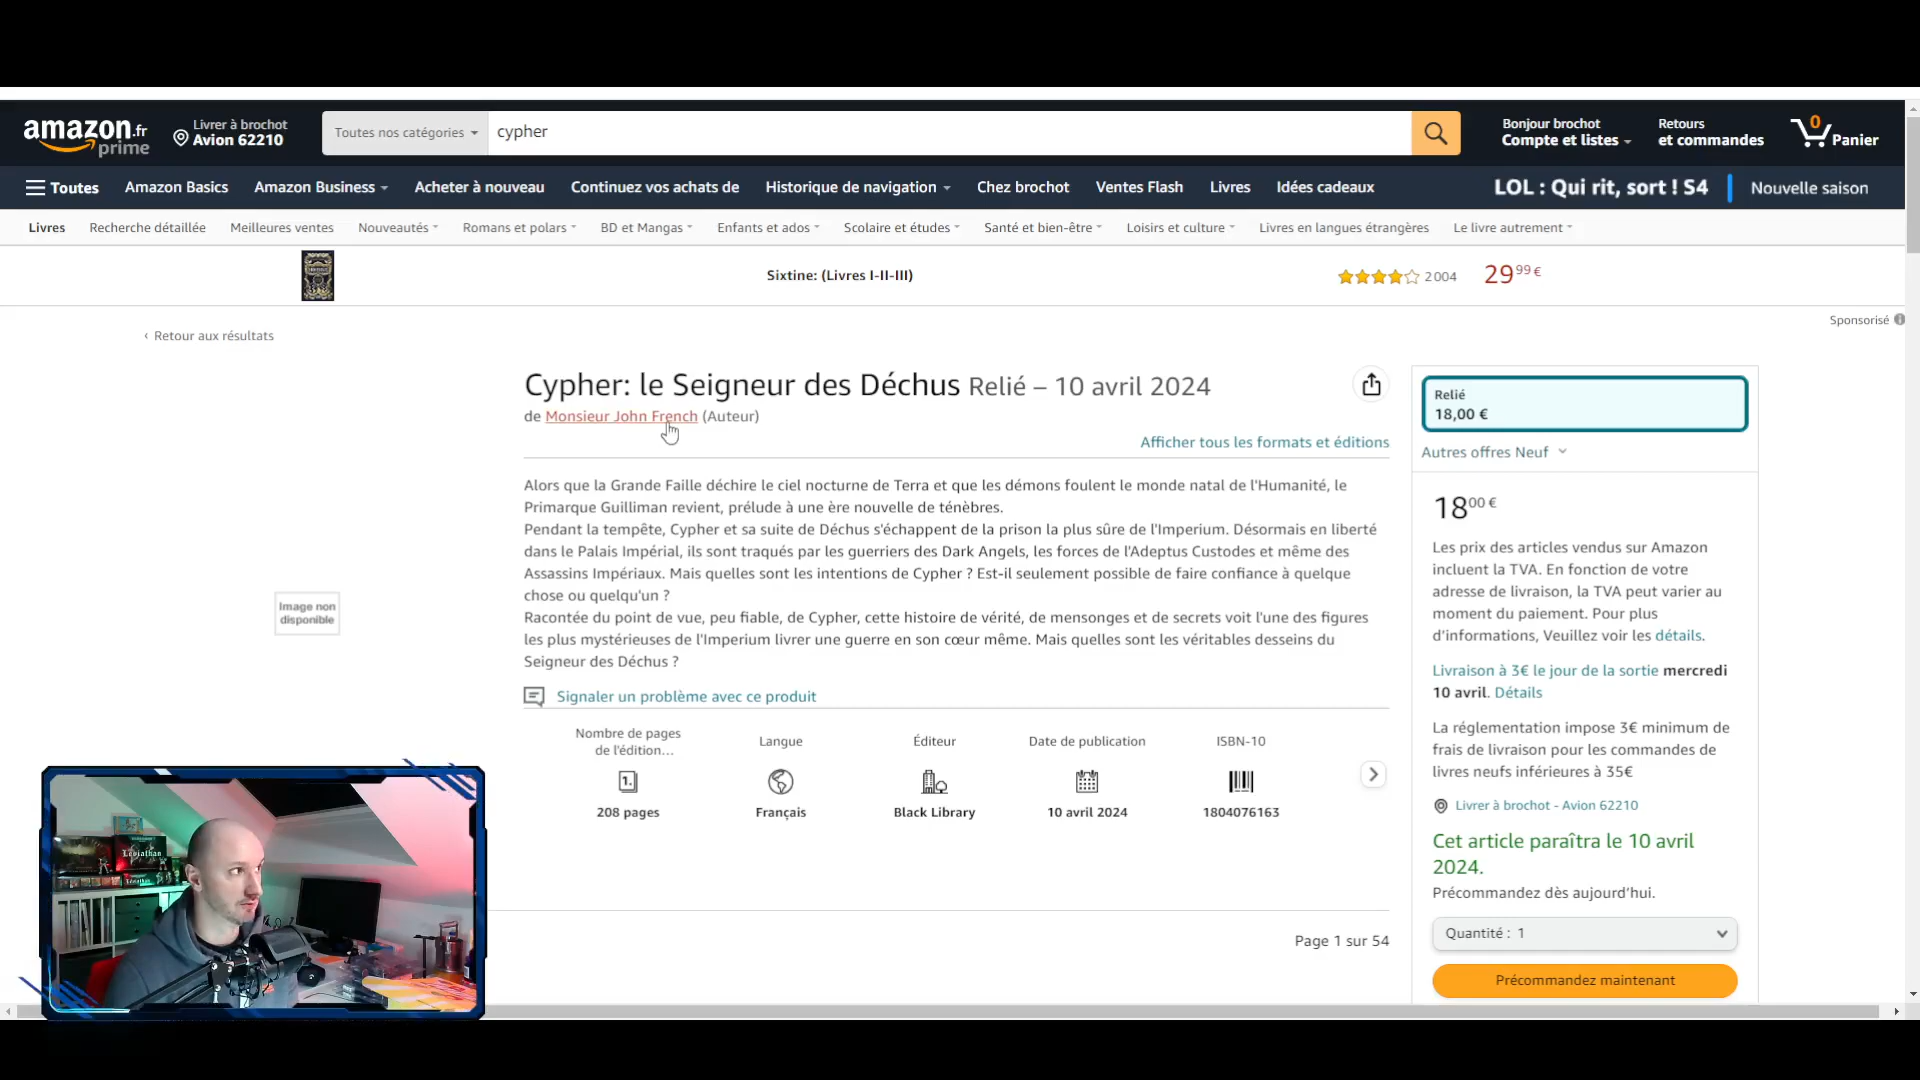 amazon.fr
prime
Livrer à brochot
Avion 62210
Toutes nos catégories
cypher
Bonjour brochot
Compte et listes
Retours
et commandes
0
Panier
Toutes
Amazon Basics
Amazon Business
Acheter à nouveau
Continuez vos achats de
Historique de navigation
Chez brochot
Ventes Flash
Livres
Idées cadeaux
LOL : Qui rit, sort ! S4
Nouvelle saison
Livres
Recherche détaillée
Meilleures ventes
Nouveautés
Romans et polars
BD et Mangas
Enfants et ados
Scolaire et études
Santé et bien-être
Loisirs et culture
Livres en langues étrangères
Le livre autrement
Sixtine: (Livres I-II-III)
2 004
29,99 €
Sponsorisé
‹ Retour aux résultats
Cypher: le Seigneur des Déchus Relié – 10 avril 2024
de Monsieur John French (Auteur)
Afficher tous les formats et éditions
Alors que la Grande Faille déchire le ciel nocturne de Terra et que les démons foulent le monde natal de l'Humanité, le
Primarque Guilliman revient, prélude à une ère nouvelle de ténèbres.
Pendant la tempête, Cypher et sa suite de Déchus s'échappent de la prison la plus sûre de l'Imperium. Désormais en liberté
dans le Palais Impérial, ils sont traqués par les guerriers des Dark Angels, les forces de l'Adeptus Custodes et même des
Assassins Impériaux. Mais quelles sont les intentions de Cypher ? Est-il seulement possible de faire confiance à quelque
chose ou quelqu'un ?
Racontée du point de vue, peu fiable, de Cypher, cette histoire de vérité, de mensonges et de secrets voit l'une des figures
les plus mystérieuses de l'Imperium livrer une guerre en son cœur même. Mais quelles sont les véritables desseins du
Seigneur des Déchus ?
Image non
disponible
Signaler un problème avec ce produit
Nombre de pages
de l'édition...
1.
208 pages
Langue
Français
Éditeur
Black Library
Date de publication
10 avril 2024
ISBN-10
1804076163
Page 1 sur 54
Relié
18,00 €
Autres offres Neuf
18,00 €
Les prix des articles vendus sur Amazon
incluent la TVA. En fonction de votre
adresse de livraison, la TVA peut varier au
moment du paiement. Pour plus
d'informations, Veuillez voir les détails.
Livraison à 3€ le jour de la sortie mercredi
10 avril. Détails
La réglementation impose 3€ minimum de
frais de livraison pour les commandes de
livres neufs inférieures à 35€
Livrer à brochot - Avion 62210
Cet article paraîtra le 10 avril
2024.
Précommandez dès aujourd'hui.
Quantité : 1
Précommandez maintenant
Leviathan